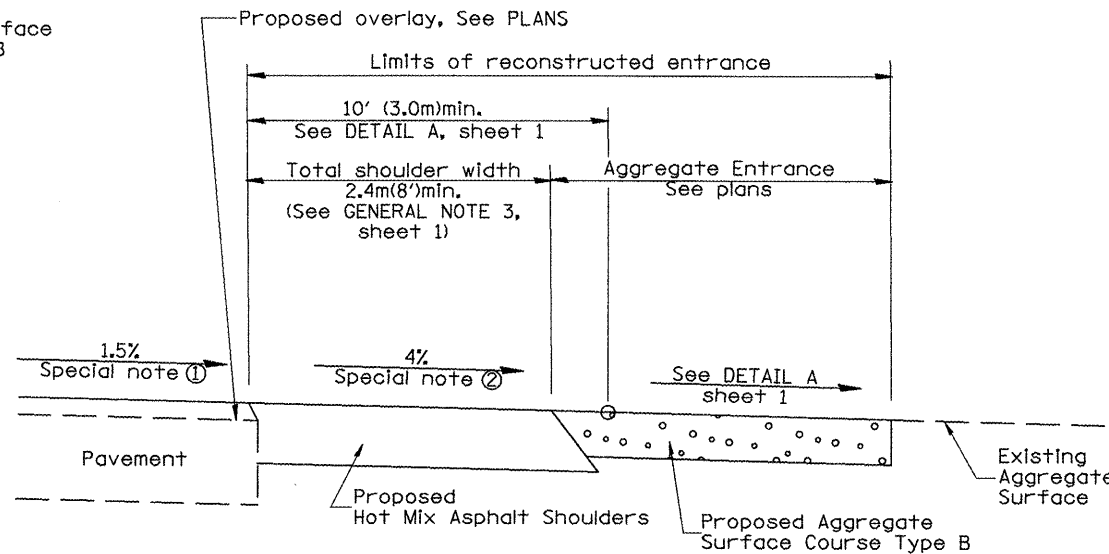 face
Proposed overlay, See PLANS
Limits of reconstructed entrance
10' (3.0m)min.
See DETAIL A, sheet 1
Total shoulder width
2.4m(8')min.
(See GENERAL NOTE 3,
sheet 1)
Aggregate Entrance
See plans
1.5%
Special note ①
4%
Special note ②
See DETAIL A
sheet 1
Pavement
Proposed
Hot Mix Asphalt Shoulders
Proposed Aggregate
Surface Course Type B
Existing
Aggregate
Surface